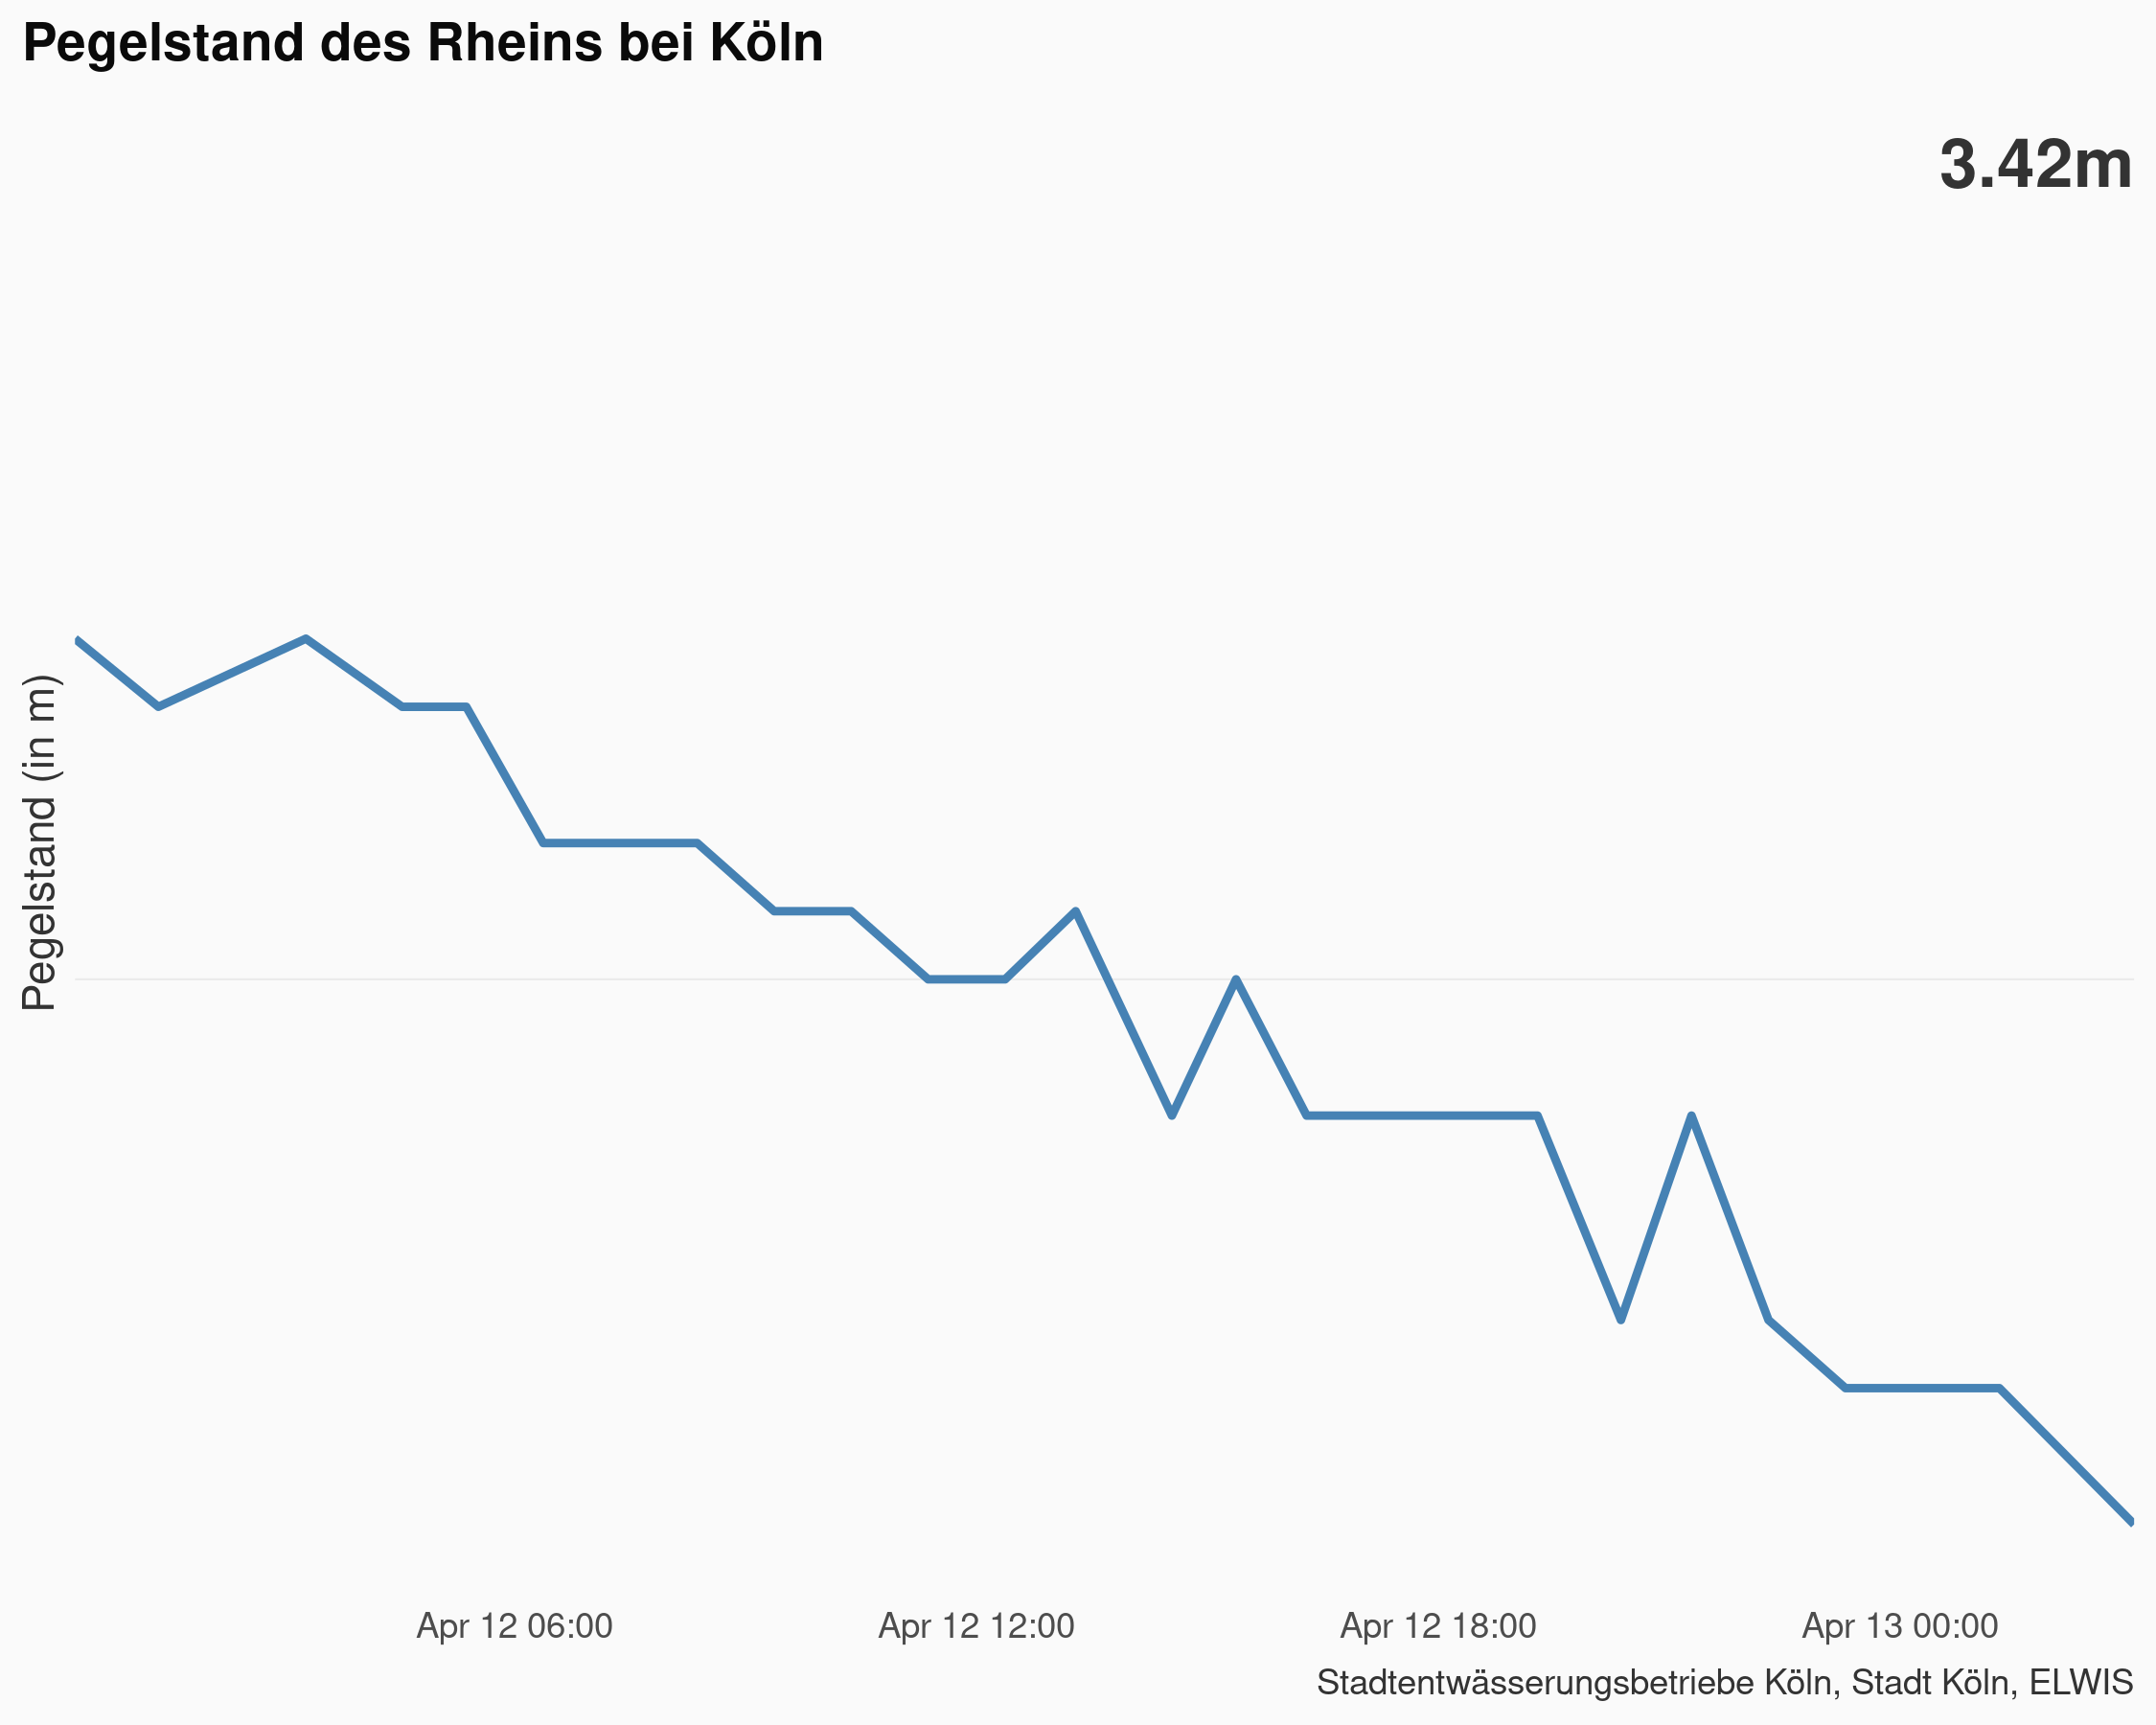 Pegelstand des Rheins bei Köln
3.42m
Pegelstand (in m)
Apr 12 06:00
Apr 12 12:00
Apr 12 18:00
Apr 13 00:00
Stadtentwässerungsbetriebe Köln, Stadt Köln, ELWIS